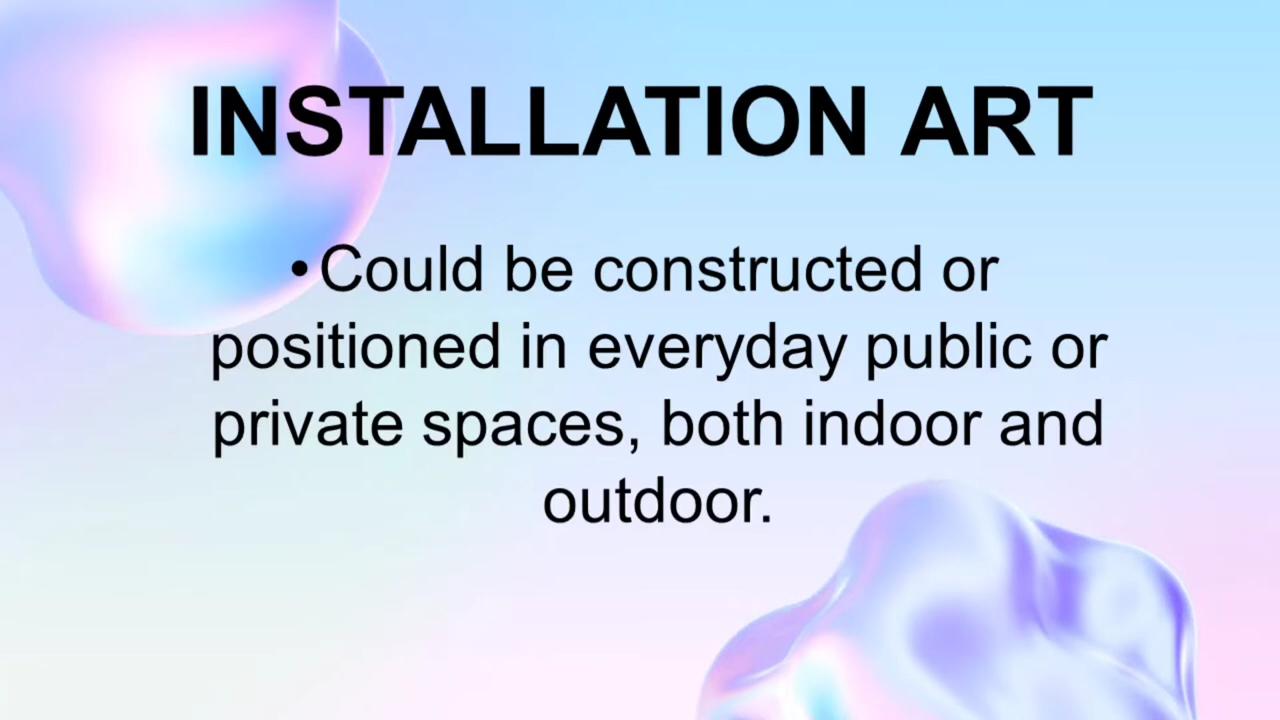 INSTALLATION ART
•Could be constructed or
positioned in everyday public or
private spaces, both indoor and
outdoor.